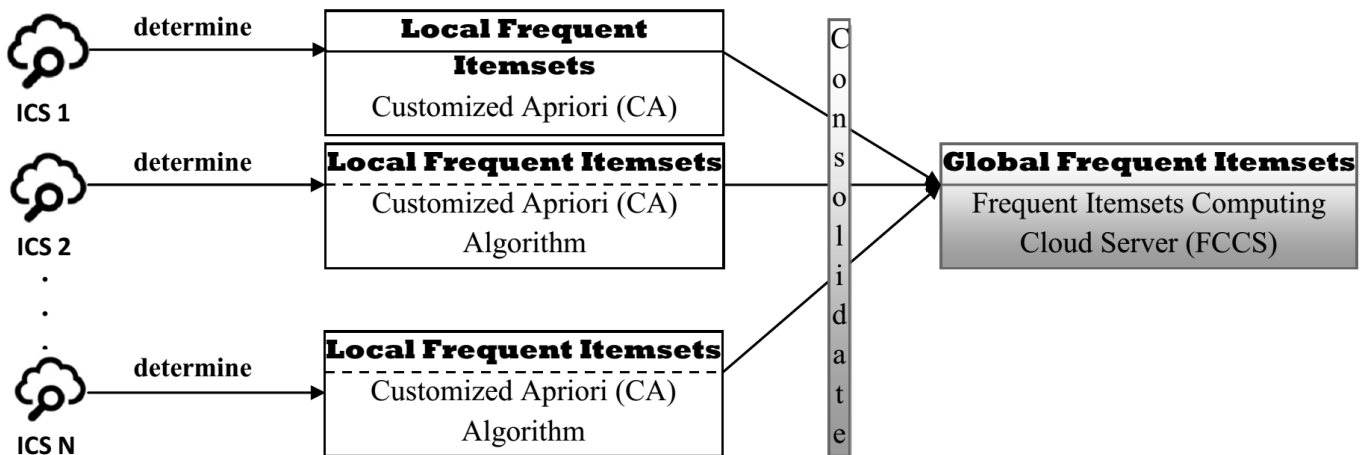 determine
Local Frequent
Itemsets
Customized Apriori (CA)
ICS 1
determine
Local Frequent Itemsets
Customized Apriori (CA)
Algorithm
ICS 2
.
.
.
determine
Local Frequent Itemsets
Customized Apriori (CA)
Algorithm
ICS N
Consolidate
Global Frequent Itemsets
Frequent Itemsets Computing
Cloud Server (FCCS)